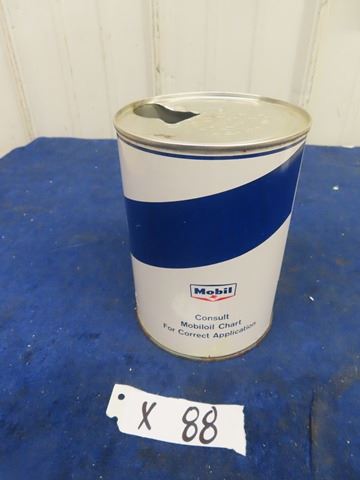 Mobil
Consult
Mobiloil Chart
For Correct Application
X 88